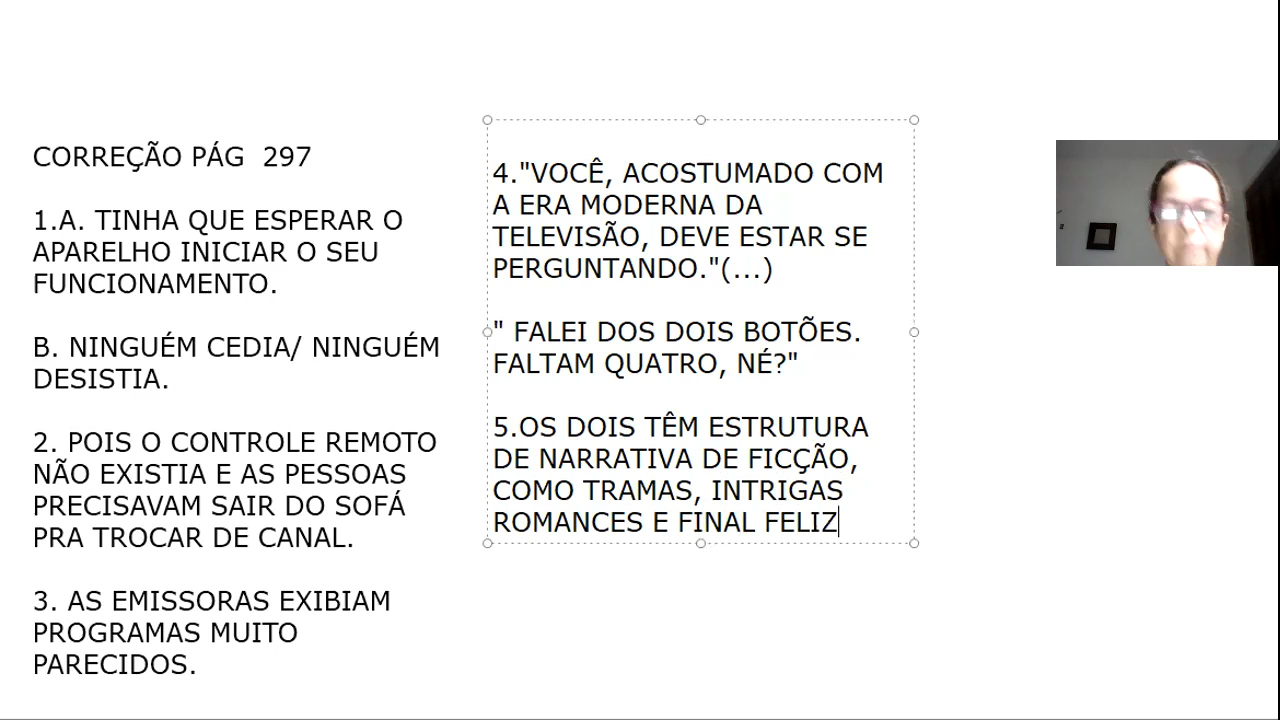 CORREÇÃO PÁG  297
1.A. TINHA QUE ESPERAR O
APARELHO INICIAR O SEU
FUNCIONAMENTO.
B. NINGUÉM CEDIA/ NINGUÉM
DESISTIA.
2. POIS O CONTROLE REMOTO
NÃO EXISTIA E AS PESSOAS
PRECISAVAM SAIR DO SOFÁ
PRA TROCAR DE CANAL.
3. AS EMISSORAS EXIBIAM
PROGRAMAS MUITO
PARECIDOS.
4."VOCÊ, ACOSTUMADO COM
A ERA MODERNA DA
TELEVISÃO, DEVE ESTAR SE
PERGUNTANDO."(...)
" FALEI DOS DOIS BOTÕES.
FALTAM QUATRO, NÉ?"
5.OS DOIS TÊM ESTRUTURA
DE NARRATIVA DE FICÇÃO,
COMO TRAMAS, INTRIGAS
ROMANCES E FINAL FELIZ